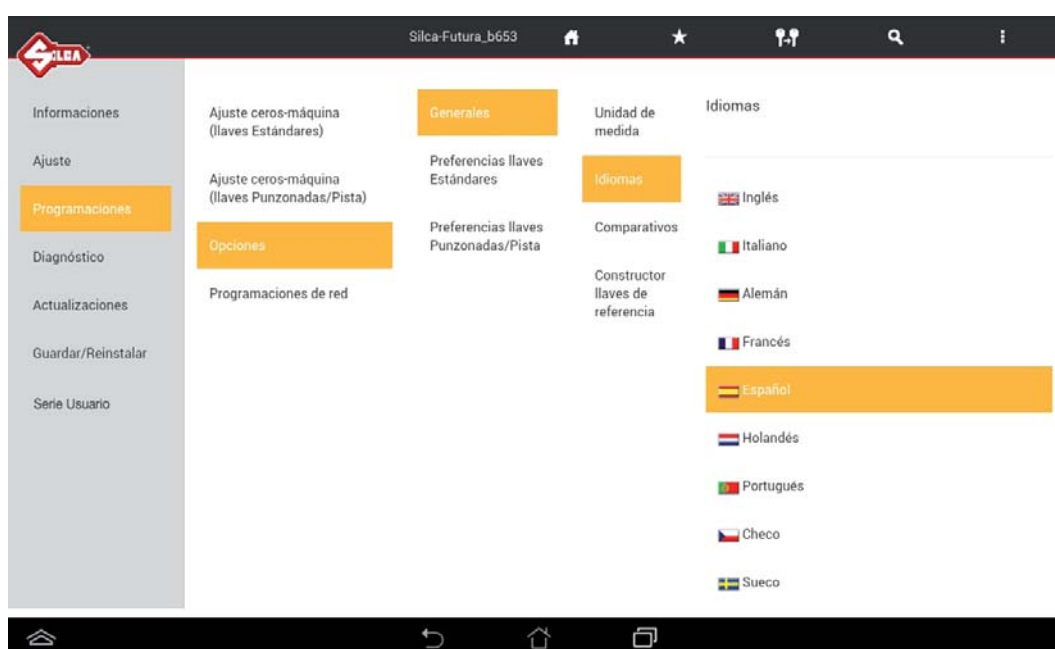 SILCA
Silca-Futura_b653
Informaciones
Ajuste
Programaciones
Diagnóstico
Actualizaciones
Guardar/Reinstalar
Serie Usuario
Ajuste ceros-máquina
(llaves Estándares)
Ajuste ceros-máquina
(llaves Punzonadas/Pista)
Opciones
Programaciones de red
Generales
Preferencias llaves
Estándares
Preferencias llaves
Punzonadas/Pista
Unidad de
medida
Idiomas
Comparativos
Constructor
llaves de
referencia
Idiomas
Inglés
Italiano
Alemán
Francés
Español
Holandés
Portugués
Checo
Sueco